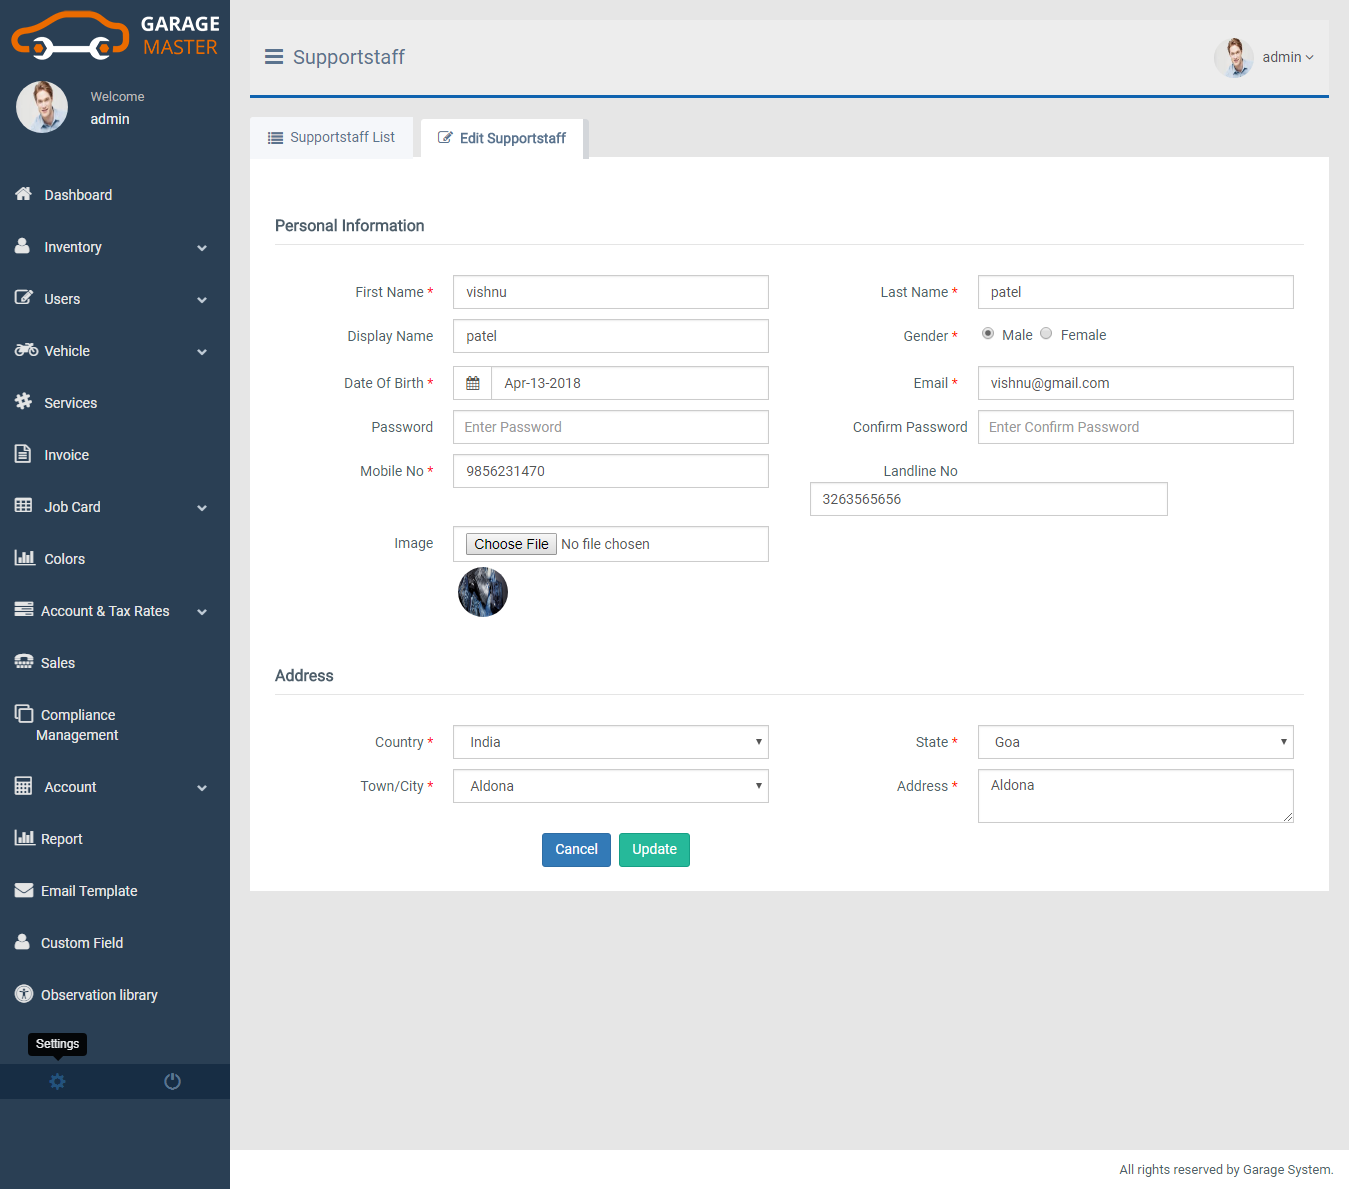 GARAGE
MASTER
Welcome
admin
Dashboard
Inventory
Users
Vehicle
Services
Invoice
Job Card
Colors
Account & Tax Rates
Sales
Compliance
Management
Account
Report
Email Template
Custom Field
Observation library
Settings
Supportstaff
admin
Supportstaff List
Edit Supportstaff
Personal Information
First Name * vishnu
Last Name * patel
Display Name patel
Gender * Male Female
Date Of Birth * Apr-13-2018
Email * vishnu@gmail.com
Password Enter Password
Confirm Password Enter Confirm Password
Mobile No * 9856231470
Landline No
3263565656
Image Choose File No file chosen
Address
Country * India
State * Goa
Town/City * Aldona
Address * Aldona
Cancel Update
All rights reserved by Garage System.